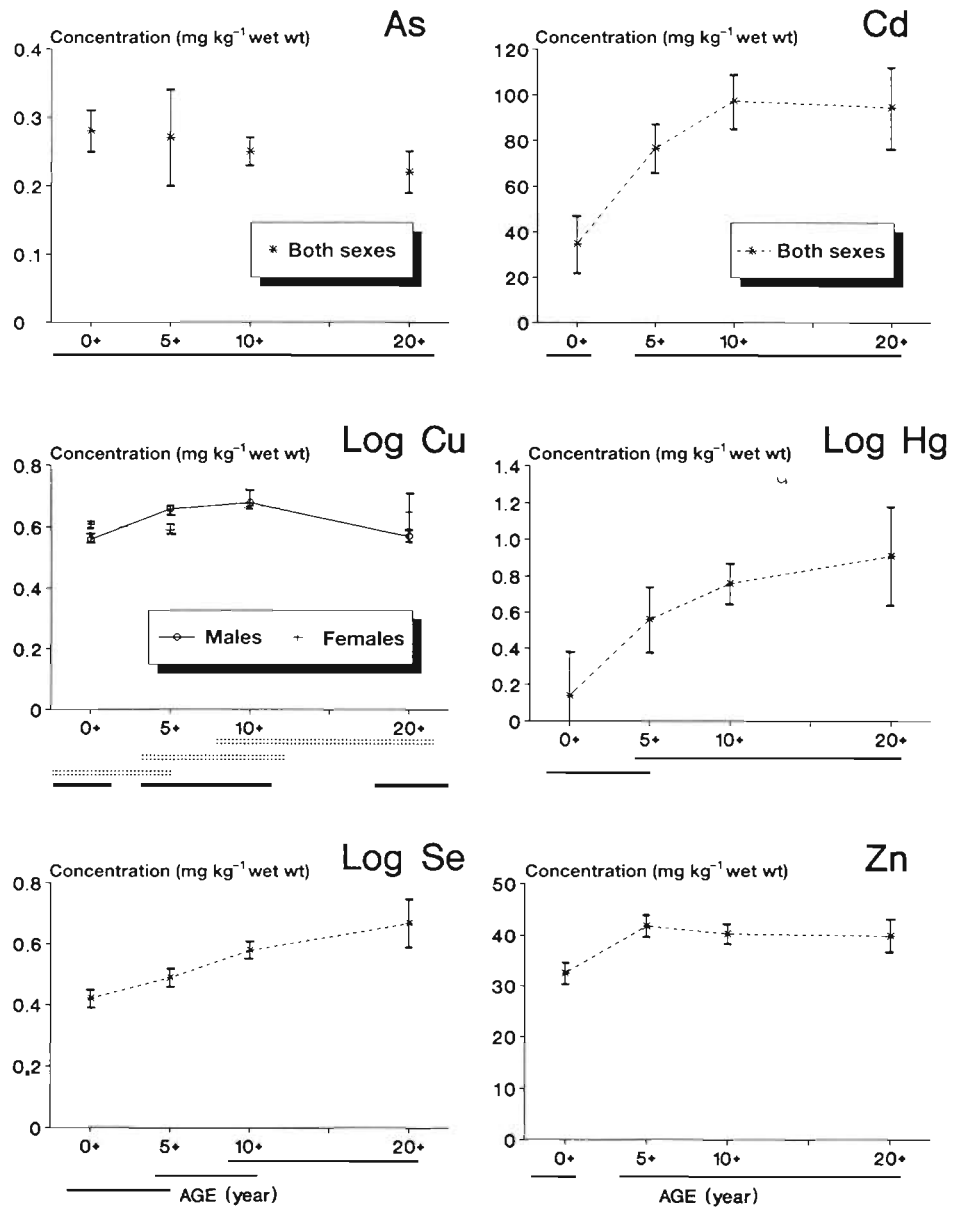 As
Concentration (mg kg⁻¹ wet wt)
0.4
0.3
0.2
0.1
0
✳ Both sexes
0+ 5+ 10+ 20+
Cd
Concentration (mg kg⁻¹ wet wt)
120
100
80
60
40
20
0
Both sexes
0+ 5+ 10+ 20+
Log Cu
Concentration (mg kg⁻¹ wet wt)
0.8
0.6
0.4
0.2
0
Males Females
0+ 5+ 10+ 20+
Log Hg
Concentration (mg kg⁻¹ wet wt)
1.4
1.2
1.0
0.8
0.6
0.4
0.2
0
0+ 5+ 10+ 20+
Log Se
Concentration (mg kg⁻¹ wet wt)
0.8
0.6
0.4
0.2
0
0+ 5+ 10+ 20+
AGE (year)
Zn
Concentration (mg kg⁻¹ wet wt)
50
40
30
20
10
0
0+ 5+ 10+ 20+
AGE (year)